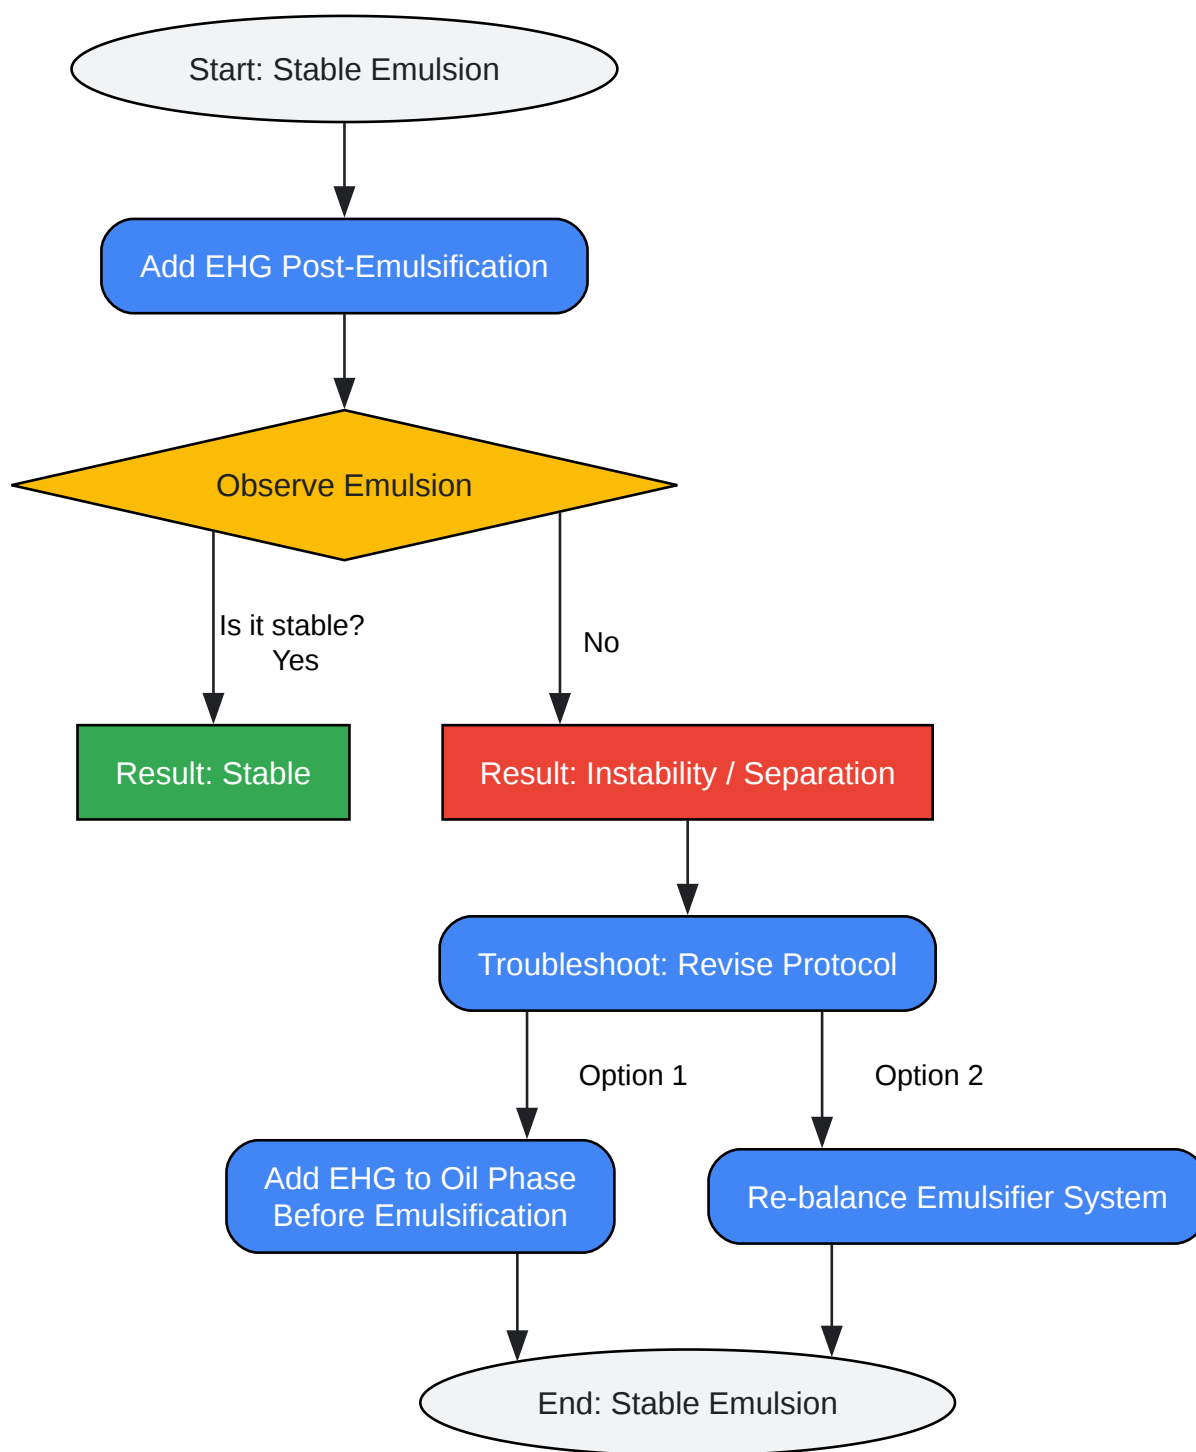 Start: Stable Emulsion
Add EHG Post-Emulsification
Observe Emulsion
Is it stable?
Yes
No
Result: Stable
Result: Instability / Separation
Troubleshoot: Revise Protocol
Option 1
Option 2
Add EHG to Oil Phase
Before Emulsification
Re-balance Emulsifier System
End: Stable Emulsion